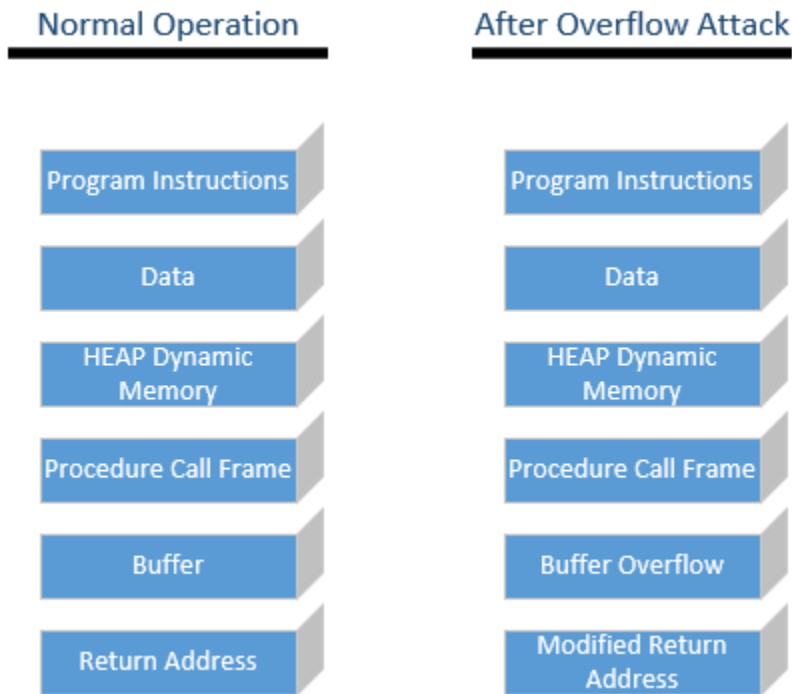 Normal Operation
Program Instructions
Data
HEAP Dynamic
Memory
Procedure Call Frame
Buffer
Return Address
After Overflow Attack
Program Instructions
Data
HEAP Dynamic
Memory
Procedure Call Frame
Buffer Overflow
Modified Return
Address